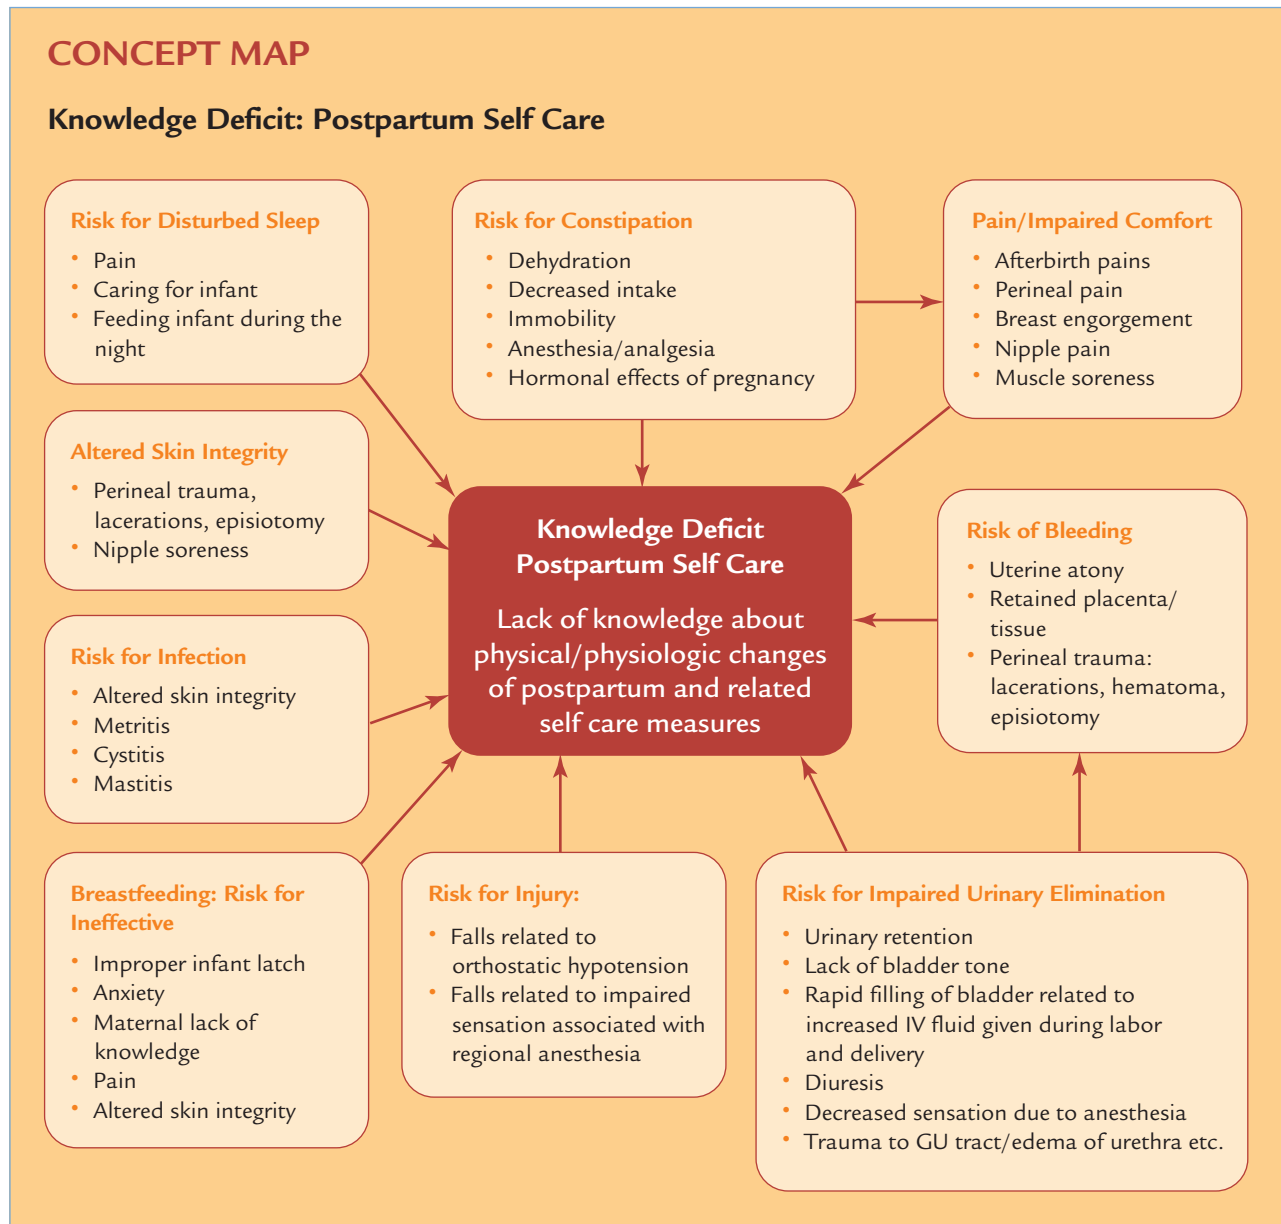 CONCEPT MAP
Knowledge Deficit: Postpartum Self Care
Risk for Disturbed Sleep
• Pain
• Caring for infant
• Feeding infant during the
night
Risk for Constipation
• Dehydration
• Decreased intake
• Immobility
• Anesthesia/analgesia
• Hormonal effects of pregnancy
Pain/Impaired Comfort
• Afterbirth pains
• Perineal pain
• Breast engorgement
• Nipple pain
• Muscle soreness
Altered Skin Integrity
• Perineal trauma,
lacerations, episiotomy
• Nipple soreness
Knowledge Deficit
Postpartum Self Care
Lack of knowledge about
physical/physiologic changes
of postpartum and related
self care measures
Risk of Bleeding
• Uterine atony
• Retained placenta/
tissue
• Perineal trauma:
lacerations, hematoma,
episiotomy
Risk for Infection
• Altered skin integrity
• Metritis
• Cystitis
• Mastitis
Breastfeeding: Risk for
Ineffective
• Improper infant latch
• Anxiety
• Maternal lack of
knowledge
• Pain
• Altered skin integrity
Risk for Injury:
• Falls related to
orthostatic hypotension
• Falls related to impaired
sensation associated with
regional anesthesia
Risk for Impaired Urinary Elimination
• Urinary retention
• Lack of bladder tone
• Rapid filling of bladder related to
increased IV fluid given during labor
and delivery
• Diuresis
• Decreased sensation due to anesthesia
• Trauma to GU tract/edema of urethra etc.